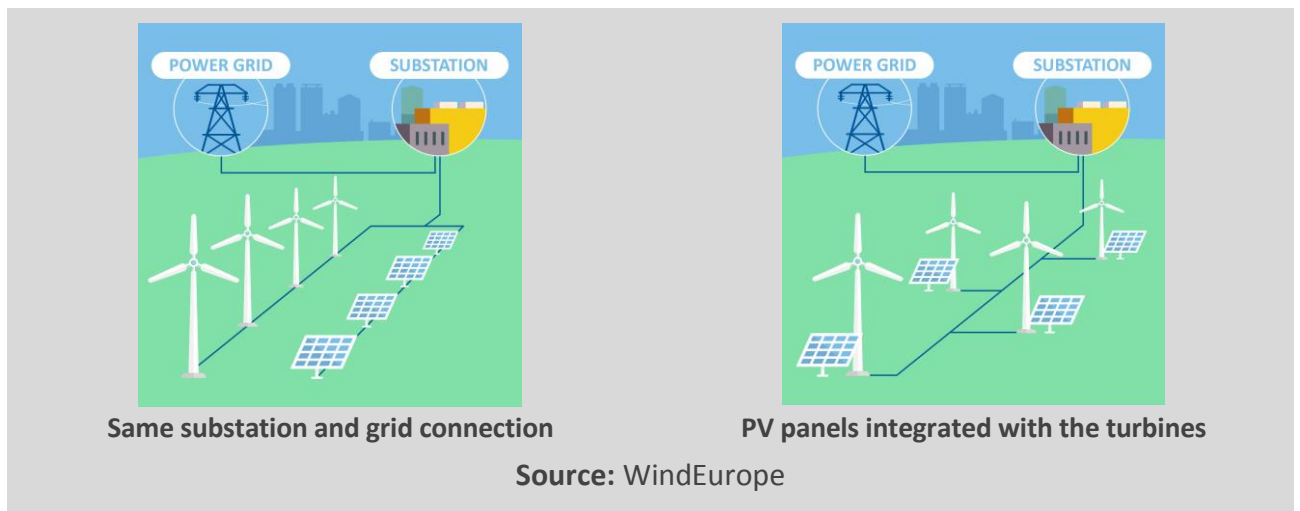 POWER GRID
SUBSTATION
POWER GRID
SUBSTATION
Same substation and grid connection
PV panels integrated with the turbines
Source: WindEurope